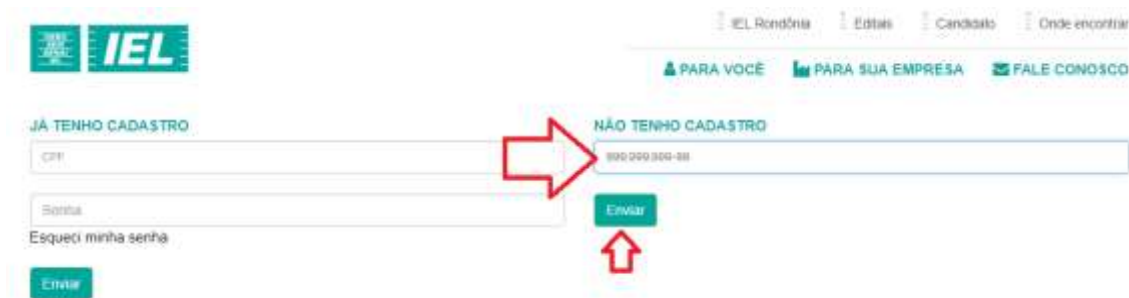 IEL Rondônia Editais Candidato Onde encontrar
IEL
PARA VOCÊ PARA SUA EMPRESA FALE CONOSCO
JÁ TENHO CADASTRO
CPF
Senha
Esqueci minha senha
Enviar
NÃO TENHO CADASTRO
999.999.999-99
Enviar